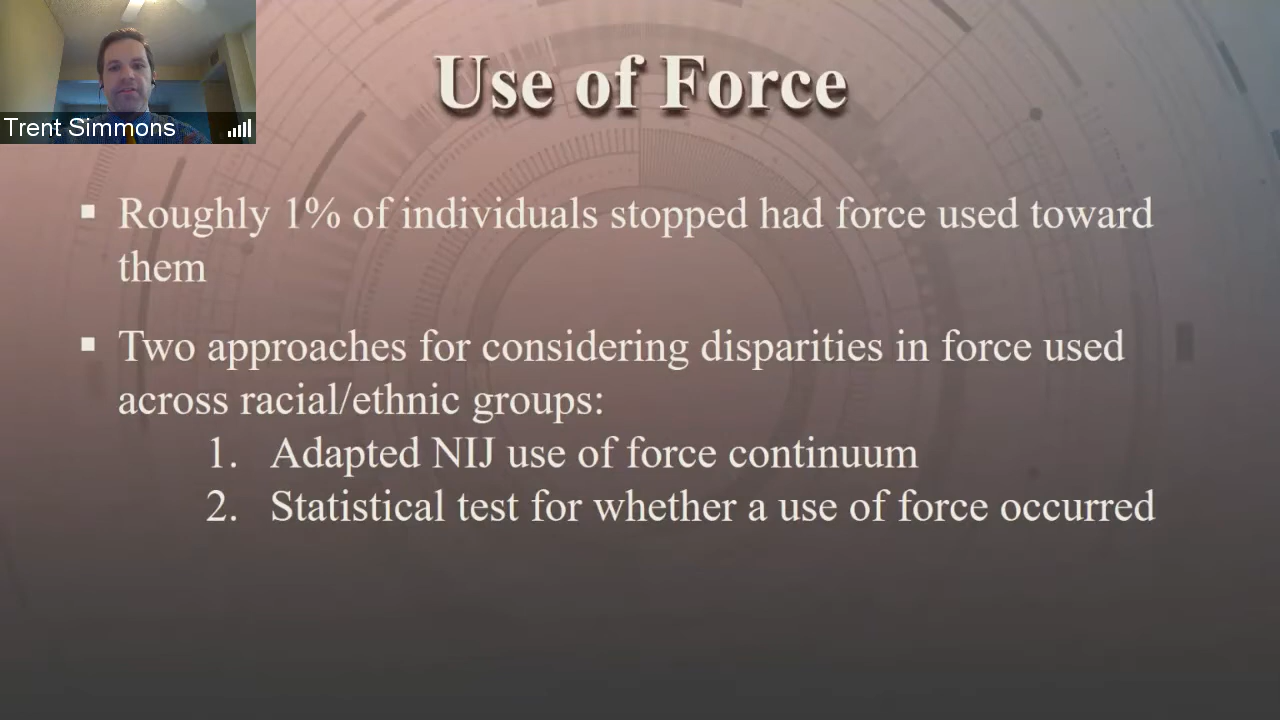 Trent Simmons
Use of Force
▪ Roughly 1% of individuals stopped had force used toward
them
▪ Two approaches for considering disparities in force used
across racial/ethnic groups:
1. Adapted NIJ use of force continuum
2. Statistical test for whether a use of force occurred